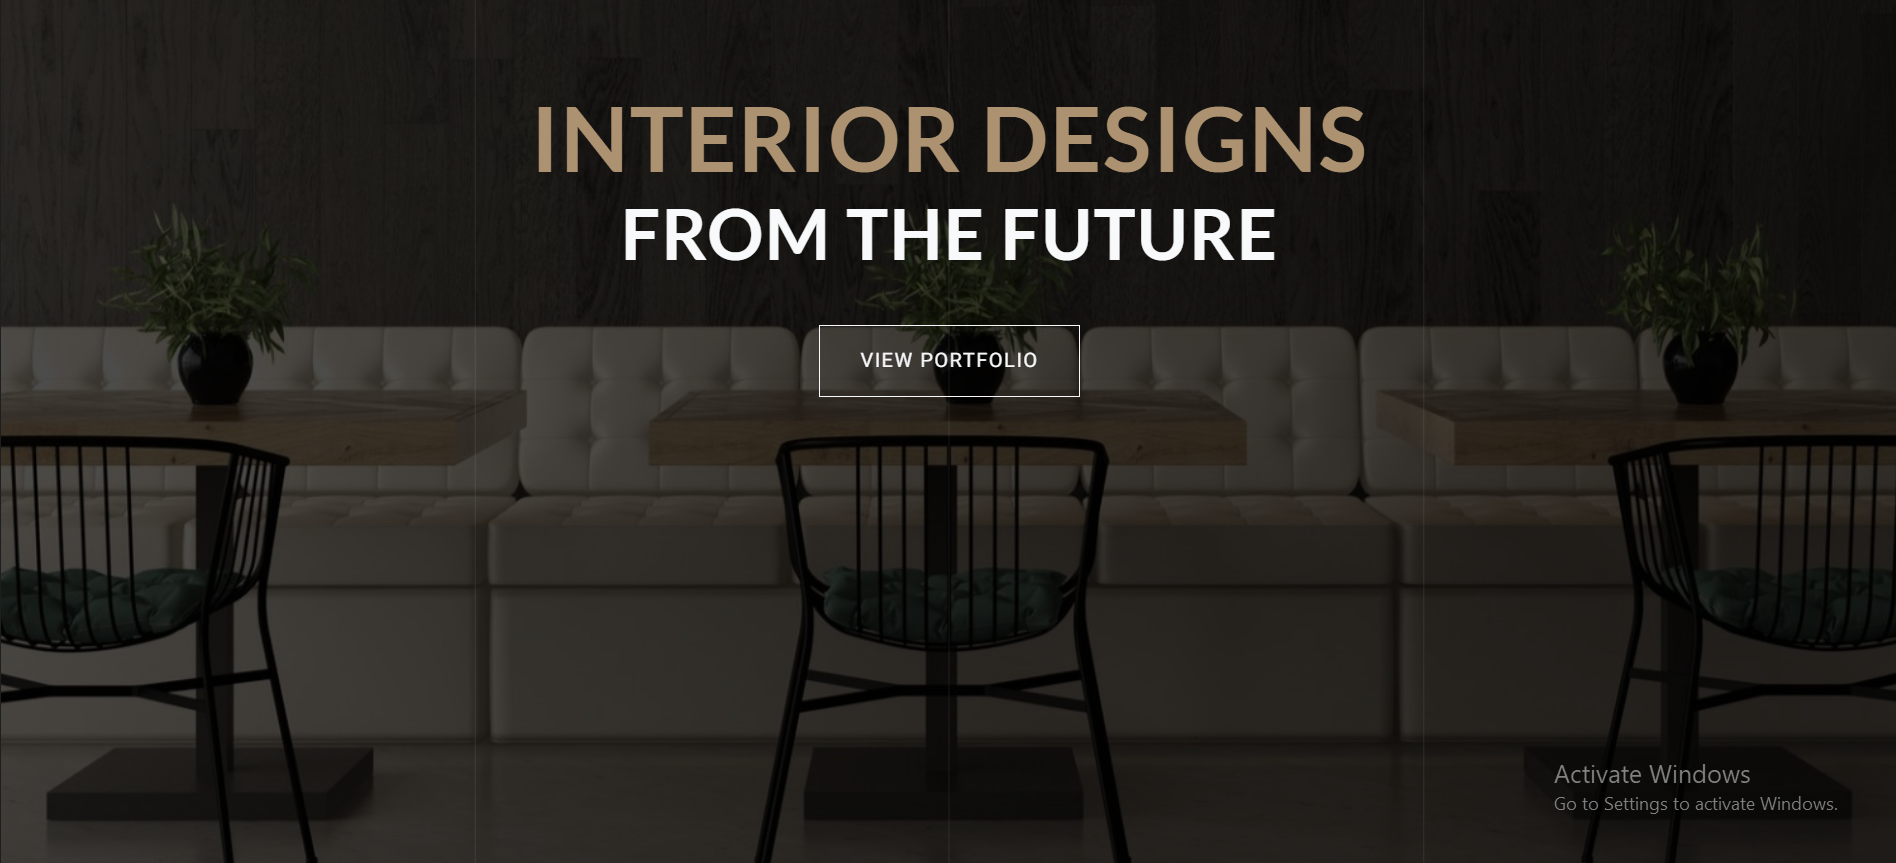 INTERIOR DESIGNS
FROM THE FUTURE
VIEW PORTFOLIO
Activate Windows
Go to Settings to activate Windows.